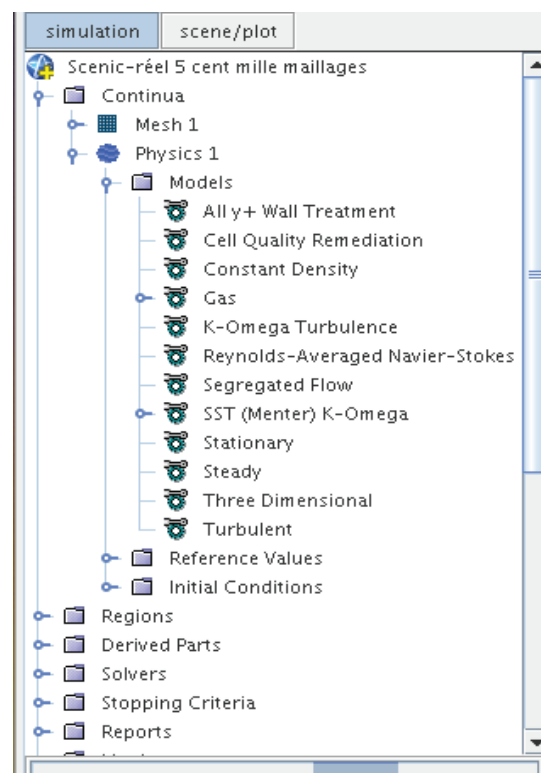 simulation scene/plot
Scenic-réel 5 cent mille maillages
Continua
Mesh 1
Physics 1
Models
All y+ Wall Treatment
Cell Quality Remediation
Constant Density
Gas
K-Omega Turbulence
Reynolds-Averaged Navier-Stokes
Segregated Flow
SST (Menter) K-Omega
Stationary
Steady
Three Dimensional
Turbulent
Reference Values
Initial Conditions
Regions
Derived Parts
Solvers
Stopping Criteria
Reports